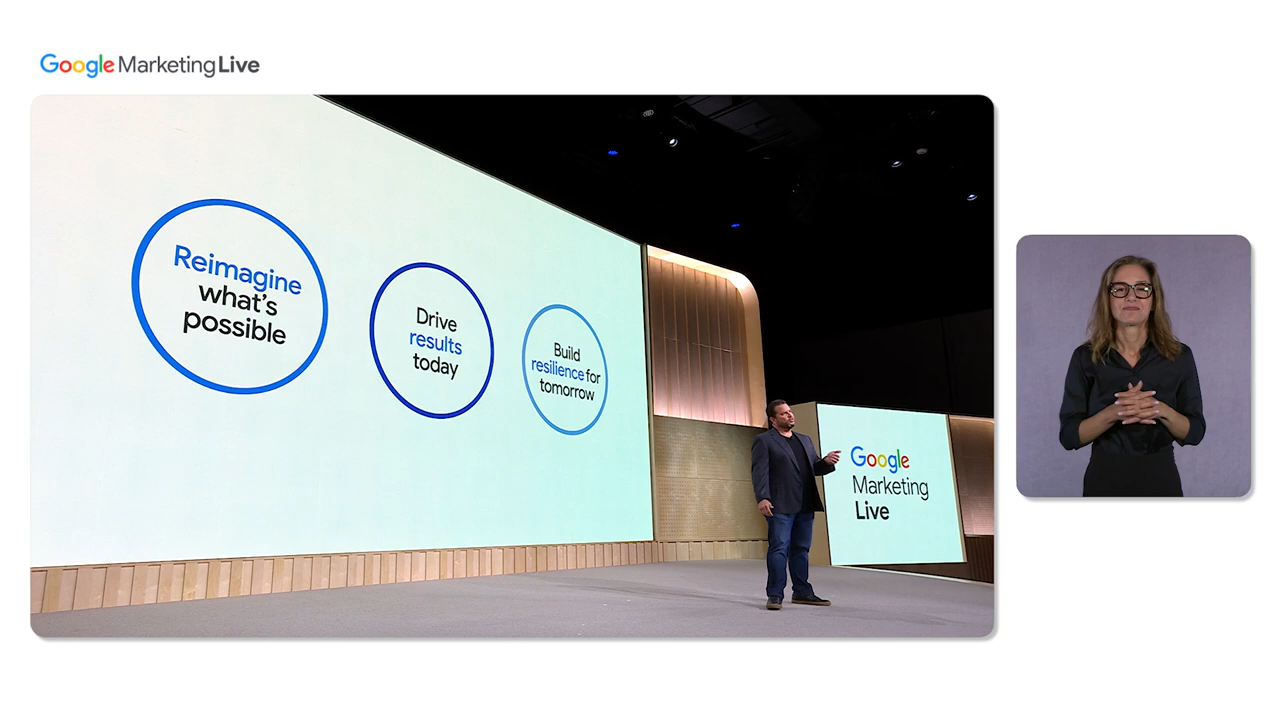 Google Marketing Live
Reimagine
what's
possible
Drive
results
today
Build
resilience for
tomorrow
Google
Marketing
Live